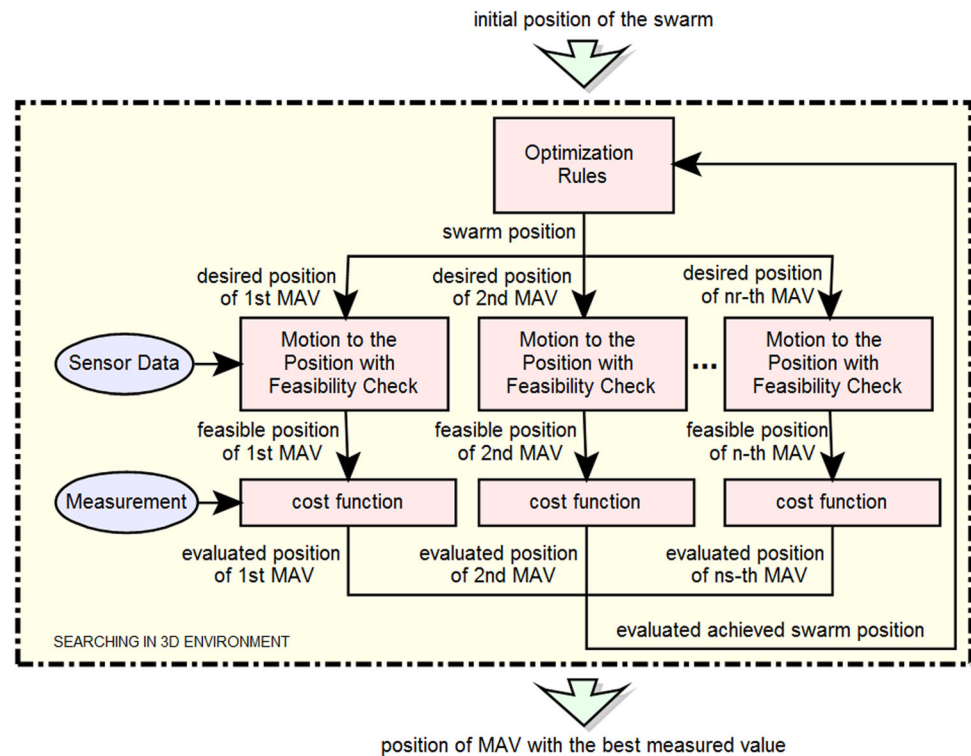 initial position of the swarm
Optimization
Rules
swarm position
desired position
of 1st MAV
desired position
of 2nd MAV
desired position
of nr-th MAV
Sensor Data
Motion to the
Position with
Feasibility Check
Motion to the
Position with
Feasibility Check
...
Motion to the
Position with
Feasibility Check
feasible position
of 1st MAV
feasible position
of 2nd MAV
feasible position
of n-th MAV
Measurement
cost function
cost function
cost function
evaluated position
of 1st MAV
evaluated position
of 2nd MAV
evaluated position
of ns-th MAV
SEARCHING IN 3D ENVIRONMENT
evaluated achieved swarm position
position of MAV with the best measured value